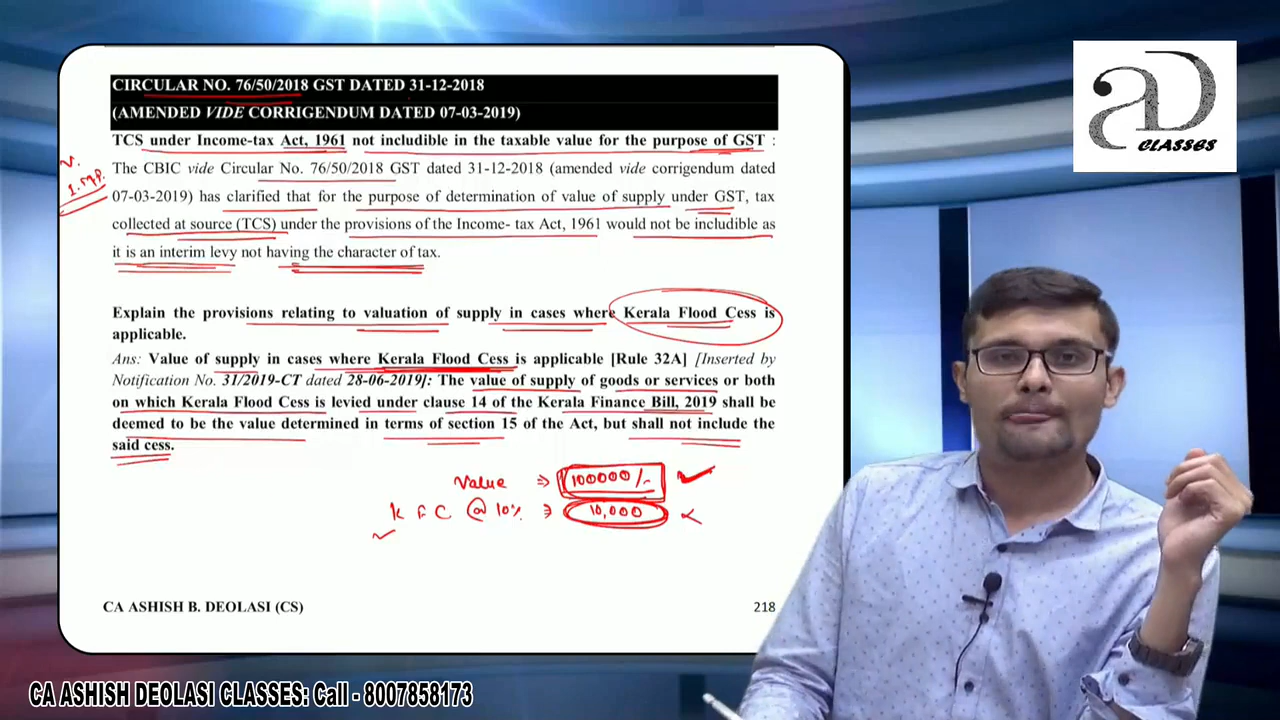 CIRCULAR NO. 76/50/2018 GST DATED 31-12-2018
(AMENDED VIDE CORRIGENDUM DATED 07-03-2019)
TCS under Income-tax Act, 1961 not includible in the taxable value for the purpose of GST :
The CBIC vide Circular No. 76/50/2018 GST dated 31-12-2018 (amended vide corrigendum dated
07-03-2019) has clarified that for the purpose of determination of value of supply under GST, tax
collected at source (TCS) under the provisions of the Income- tax Act, 1961 would not be includible as
it is an interim levy not having the character of tax.
Explain the provisions relating to valuation of supply in cases where Kerala Flood Cess is
applicable.
Ans: Value of supply in cases where Kerala Flood Cess is applicable [Rule 32A] [Inserted by
Notification No. 31/2019-CT dated 28-06-2019]: The value of supply of goods or services or both
on which Kerala Flood Cess is levied under clause 14 of the Kerala Finance Bill, 2019 shall be
deemed to be the value determined in terms of section 15 of the Act, but shall not include the
said cess.
Value ⇒ 100000/-
K F C @ 10% ⇒ 10,000
CA ASHISH B. DEOLASI (CS) 218
AD
CLASSES
CA ASHISH DEOLASI CLASSES: Call - 8007858173